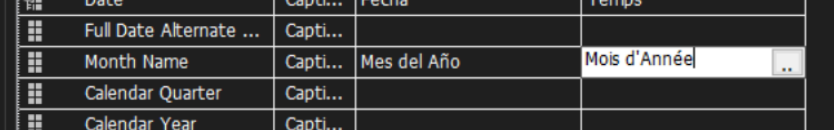 Date Capti... Fecha Temps
Full Date Alternate ... Capti...
Month Name Capti... Mes del Año Mois d'Année ..
Calendar Quarter Capti...
Calendar Year Capti...